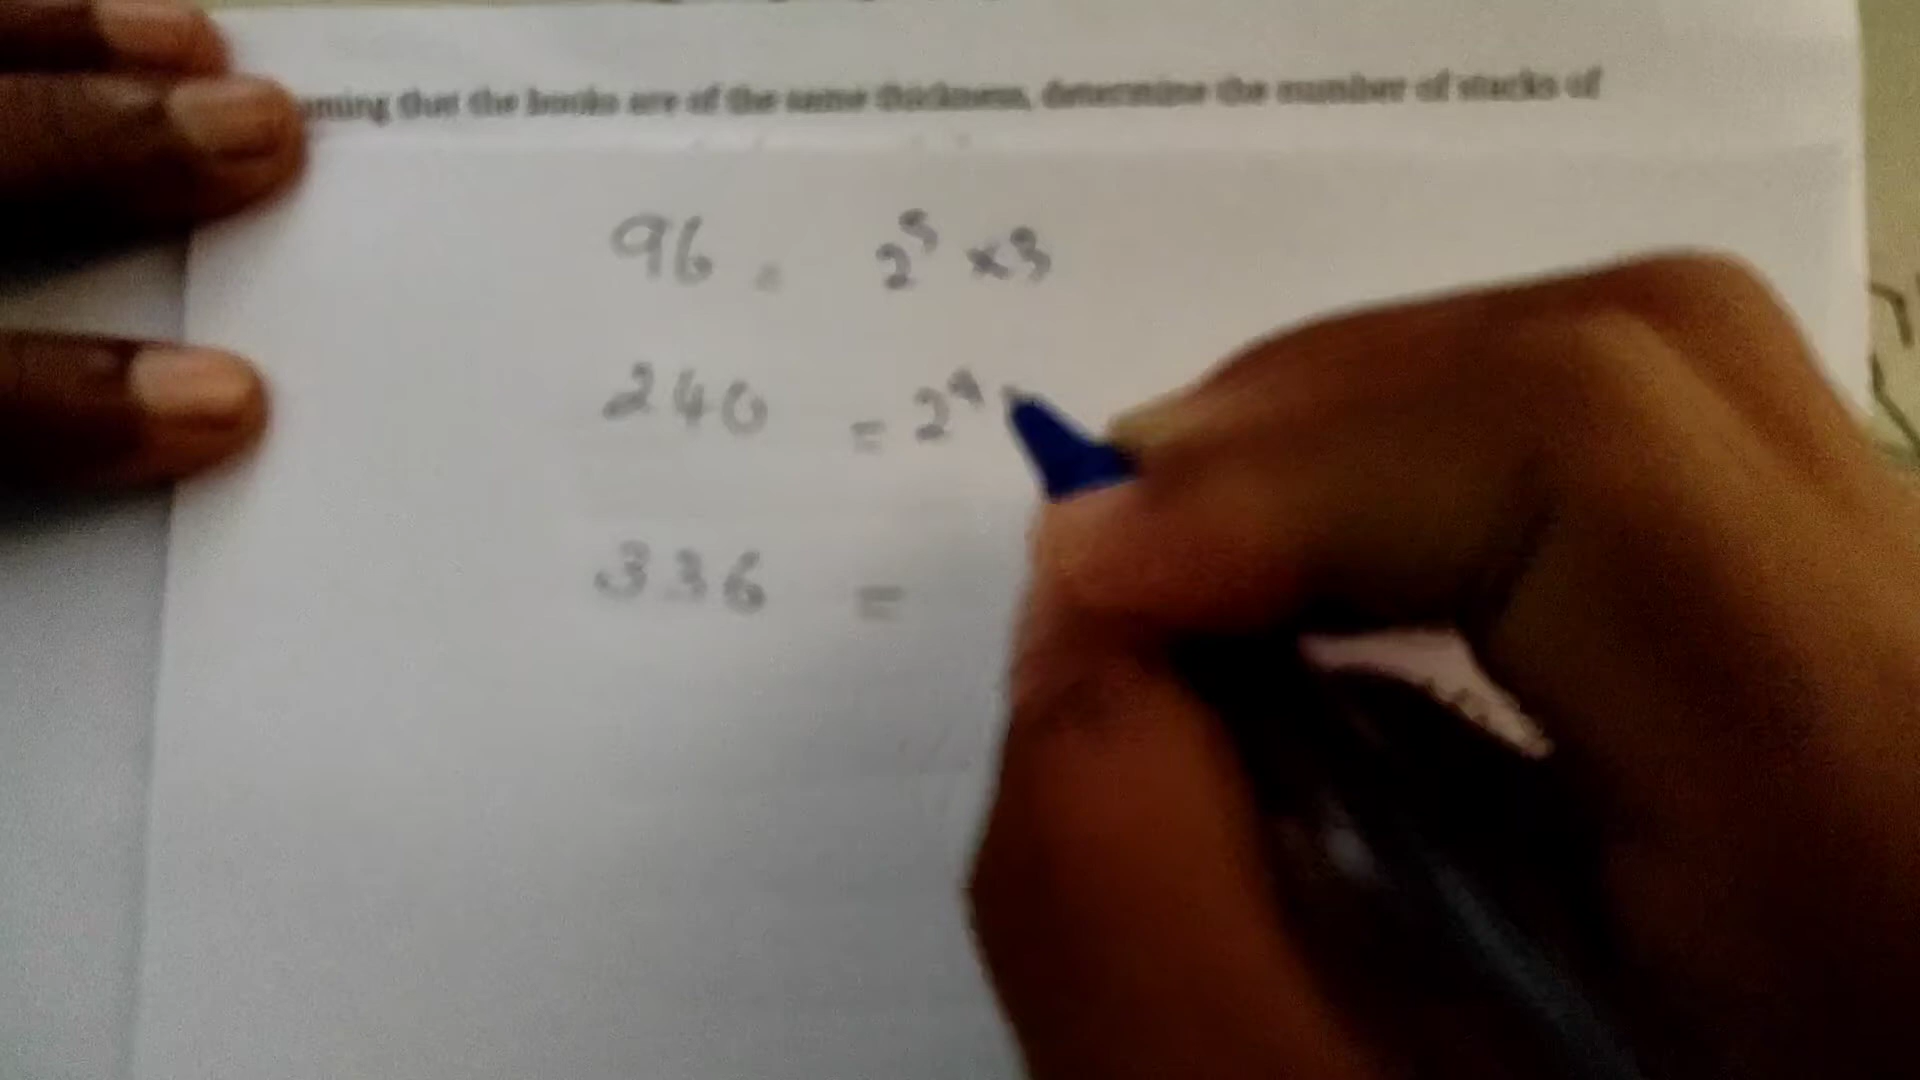 aming that the books are of the same thickness, determine the number of stacks of
96 = 2⁵ × 3
240 = 2⁴
336 =